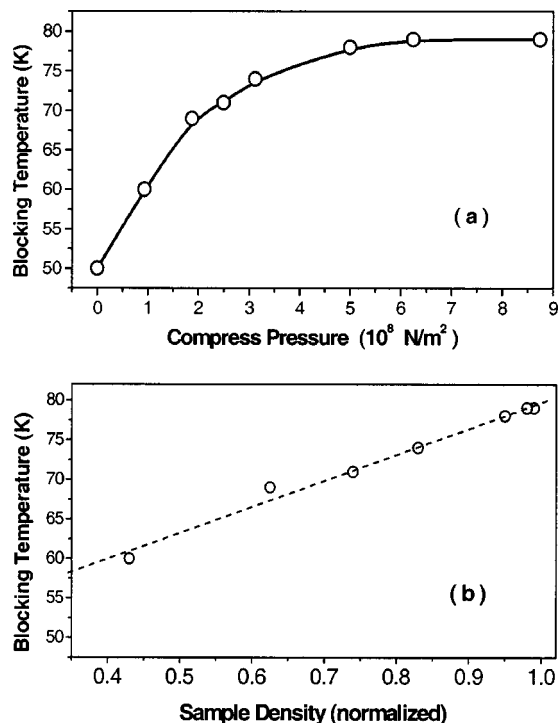 80
75
70
65
60
55
50
Blocking Temperature (K)
(a)
0 1 2 3 4 5 6 7 8 9
Compress Pressure (10⁸ N/m²)
80
75
70
65
60
55
50
Blocking Temperature (K)
(b)
0.4 0.5 0.6 0.7 0.8 0.9 1.0
Sample Density (normalized)